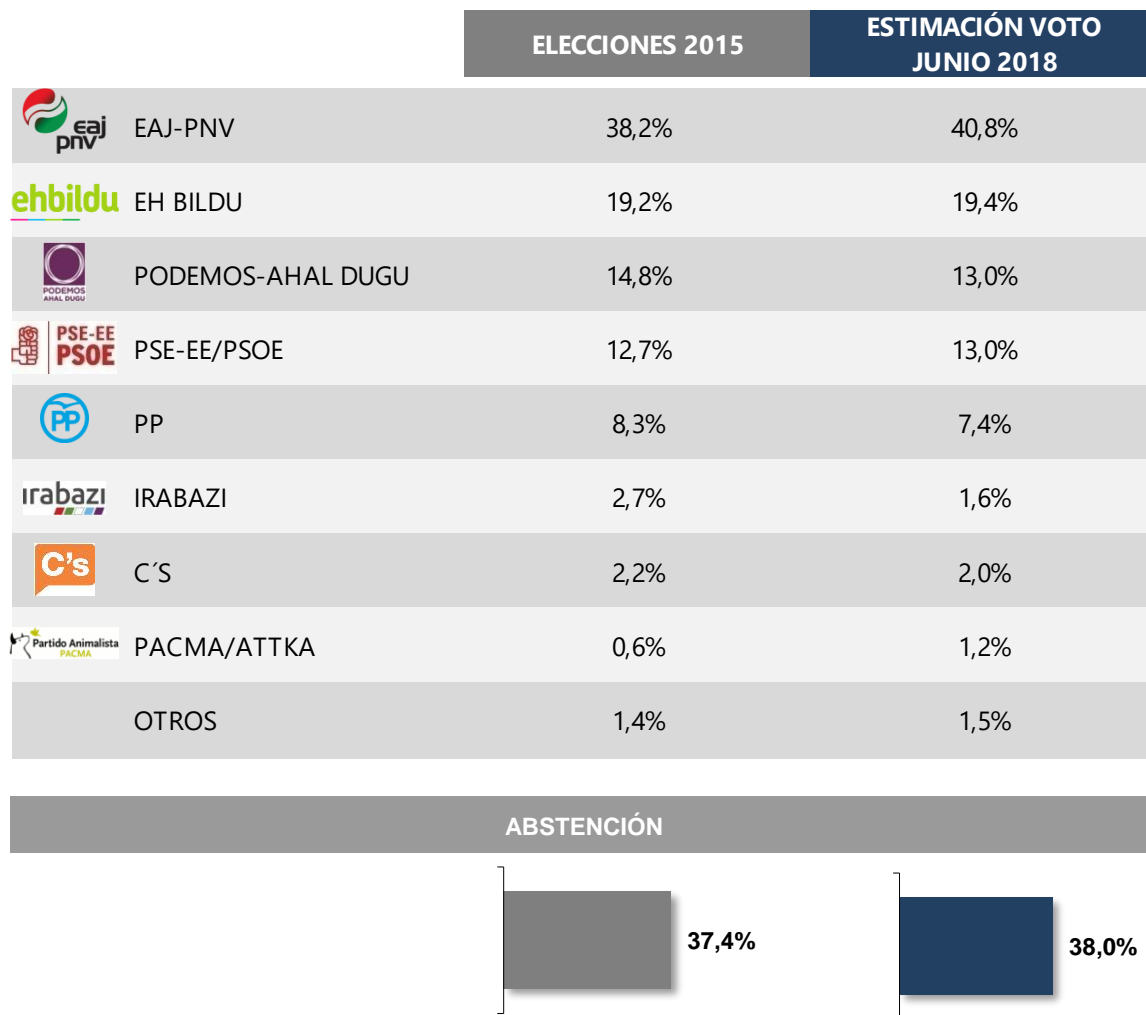 ELECCIONES 2015
ESTIMACIÓN VOTO
JUNIO 2018
eaj
pnv
EAJ-PNV
38,2%
40,8%
ehbildu
EH BILDU
19,2%
19,4%
PODEMOS
AHAL DUGU
PODEMOS-AHAL DUGU
14,8%
13,0%
PSE-EE
PSOE
PSE-EE/PSOE
12,7%
13,0%
PP
PP
8,3%
7,4%
ırabazı
IRABAZI
2,7%
1,6%
C's
C´S
2,2%
2,0%
Partido Animalista
PACMA
PACMA/ATTKA
0,6%
1,2%
OTROS
1,4%
1,5%
ABSTENCIÓN
37,4%
38,0%